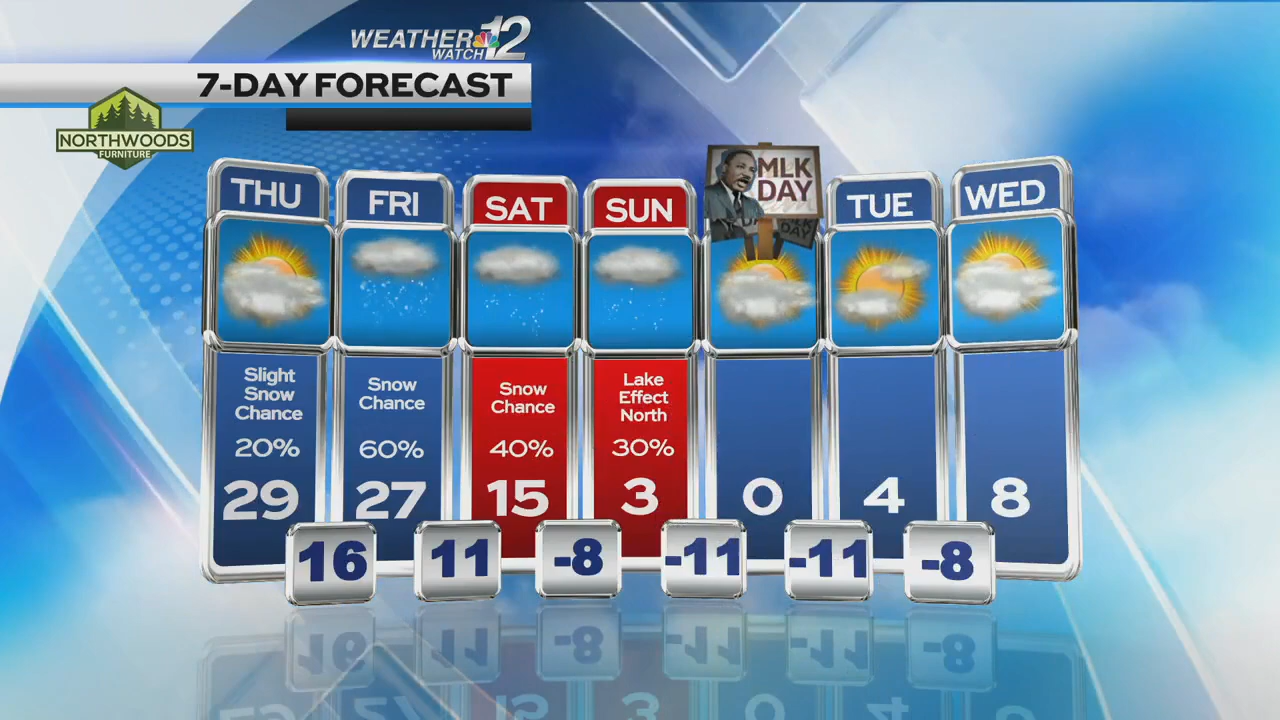 WEATHER 12
WATCH
7-DAY FORECAST
NORTHWOODS
FURNITURE
THU
FRI
SAT
SUN
MLK
DAY
MLK
DAY
TUE
WED
Slight
Snow
Chance
20%
29
Snow
Chance
60%
27
Snow
Chance
40%
15
Lake
Effect
North
30%
3
0
4
8
16
11
-8
-11
-11
-8